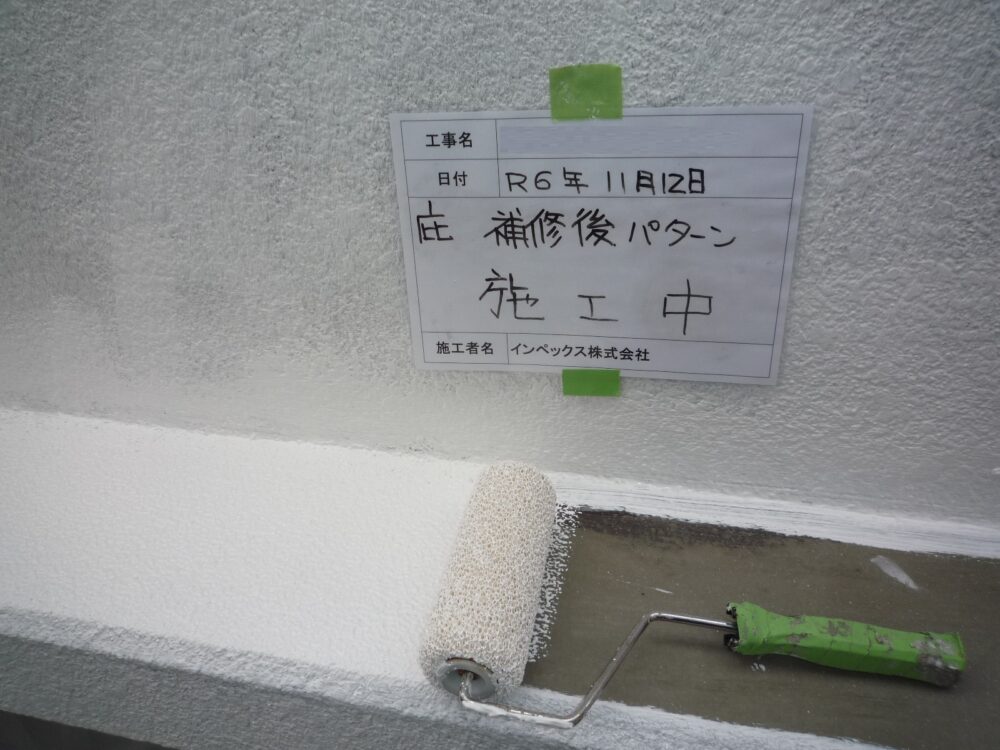 工事名
日付 R6年 11月12日
庇 補修後パターン
施工中
施工者名 インペックス株式会社